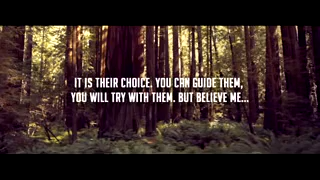 IT IS THEIR CHOICE. YOU CAN GUIDE THEM,
YOU WILL TRY WITH THEM. BUT BELIEVE ME...